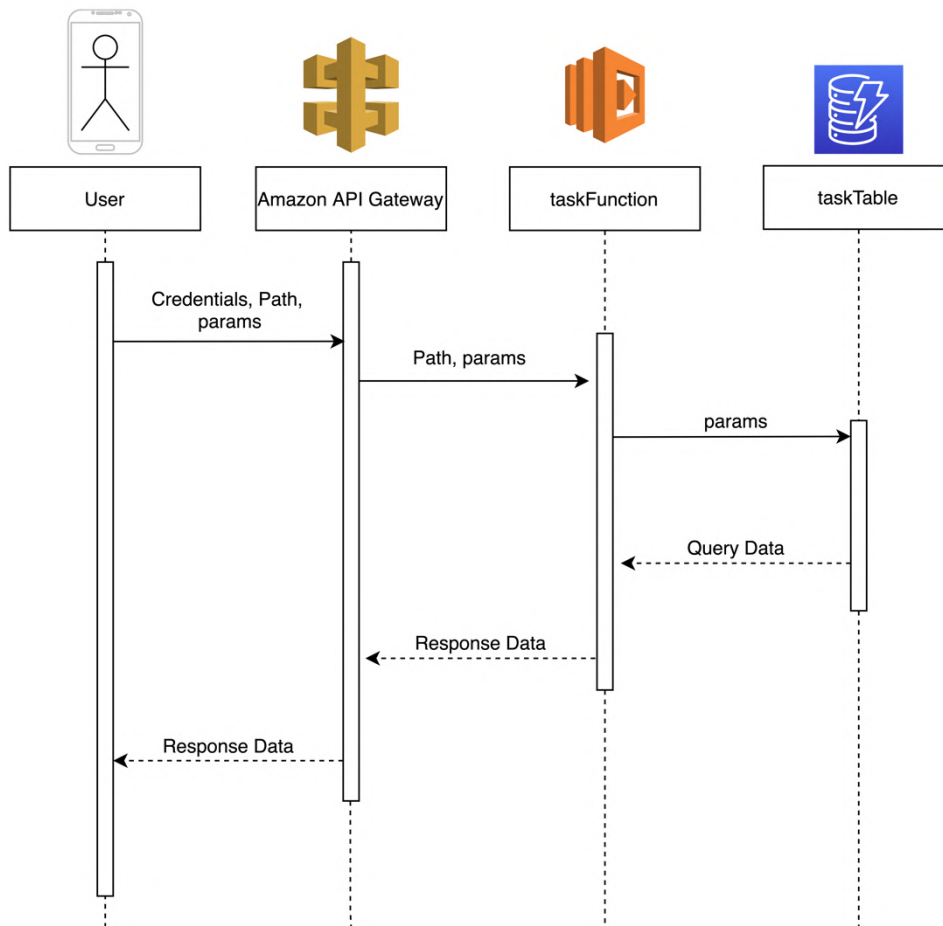 User
Amazon API Gateway
taskFunction
taskTable
Credentials, Path,
params
Path, params
params
Query Data
Response Data
Response Data